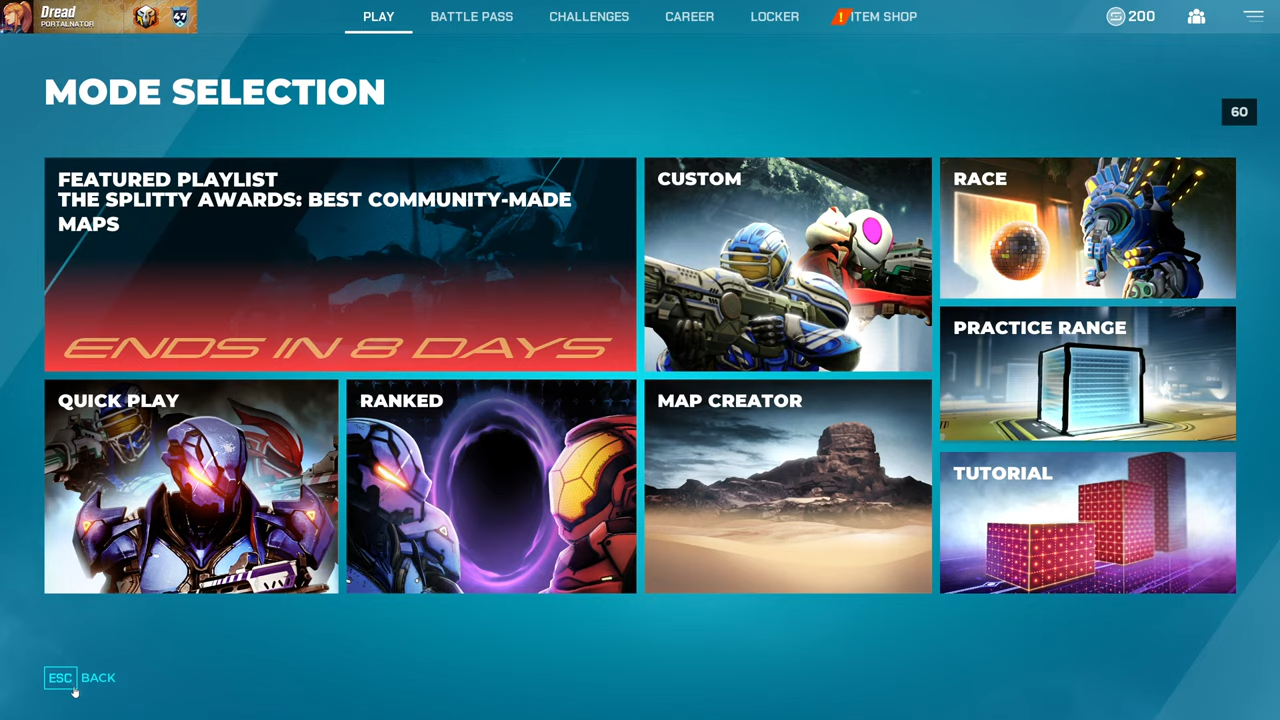 Dread
PORTALNATOR
47
PLAY
BATTLE PASS
CHALLENGES
CAREER
LOCKER
! ITEM SHOP
200
MODE SELECTION
60
FEATURED PLAYLIST
THE SPLITTY AWARDS: BEST COMMUNITY-MADE
MAPS
ENDS IN 8 DAYS
CUSTOM
RACE
PRACTICE RANGE
QUICK PLAY
RANKED
MAP CREATOR
TUTORIAL
ESC BACK